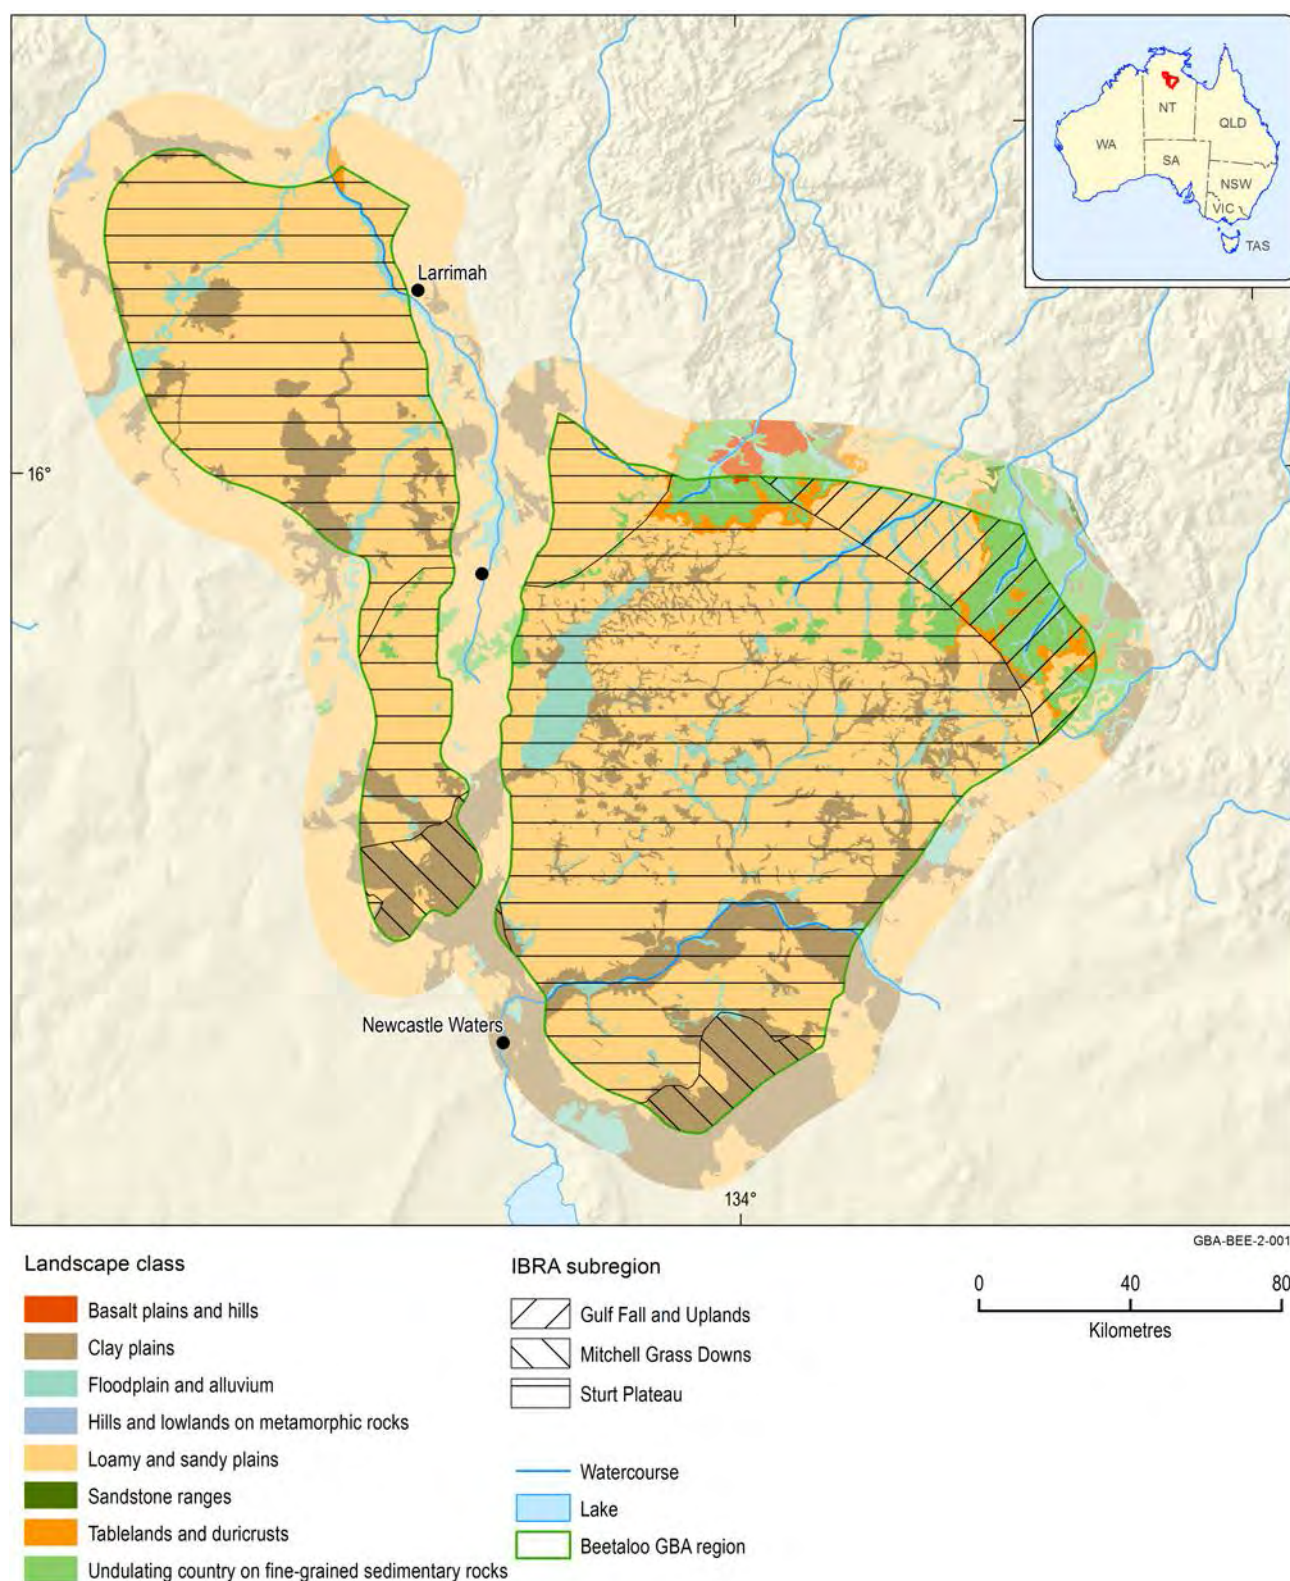 WA
NT
QLD
SA
NSW
VIC
TAS
Larrimah
16°
Newcastle Waters
134°
GBA-BEE-2-001
Landscape class
Basalt plains and hills
Clay plains
Floodplain and alluvium
Hills and lowlands on metamorphic rocks
Loamy and sandy plains
Sandstone ranges
Tablelands and duricrusts
Undulating country on fine-grained sedimentary rocks
IBRA subregion
Gulf Fall and Uplands
Mitchell Grass Downs
Sturt Plateau
Watercourse
Lake
Beetaloo GBA region
0 40 80
Kilometres